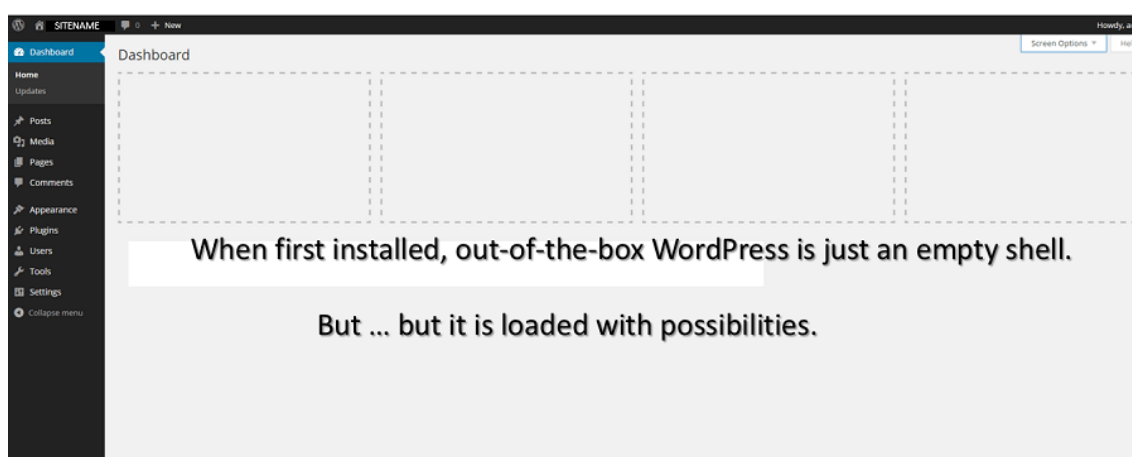 SITENAME 0 + New Howdy, a
Dashboard
Dashboard
Screen Options Hel
Home
Updates
Posts
Media
Pages
Comments
Appearance
Plugins
Users
Tools
Settings
Collapse menu
When first installed, out-of-the-box WordPress is just an empty shell.
But ... but it is loaded with possibilities.